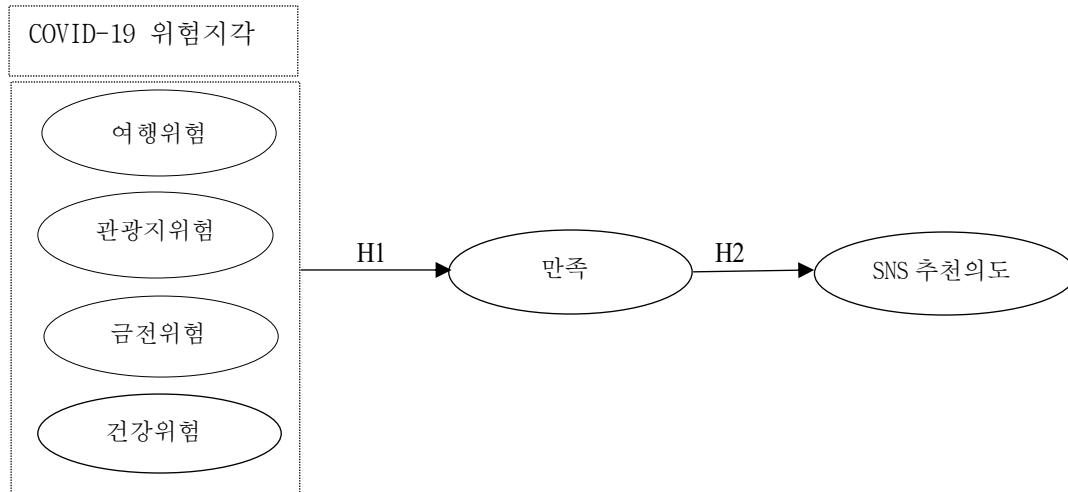 COVID-19 위험지각
여행위험
관광지위험
금전위험
건강위험
H1
만족
H2
SNS 추천의도